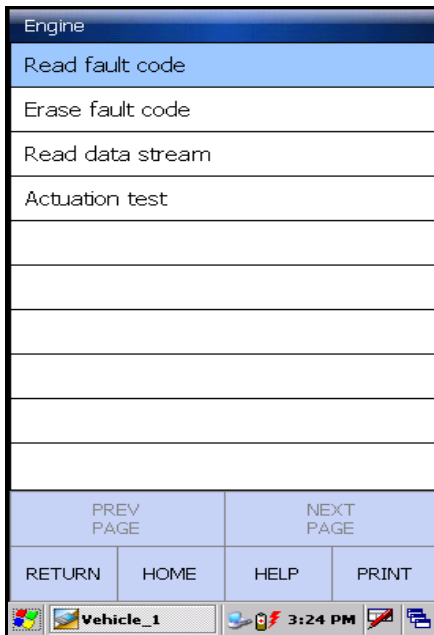 Engine
Read fault code
Erase fault code
Read data stream
Actuation test
PREV NEXT
PAGE PAGE
RETURN HOME HELP PRINT
Vehicle_1 3:24 PM